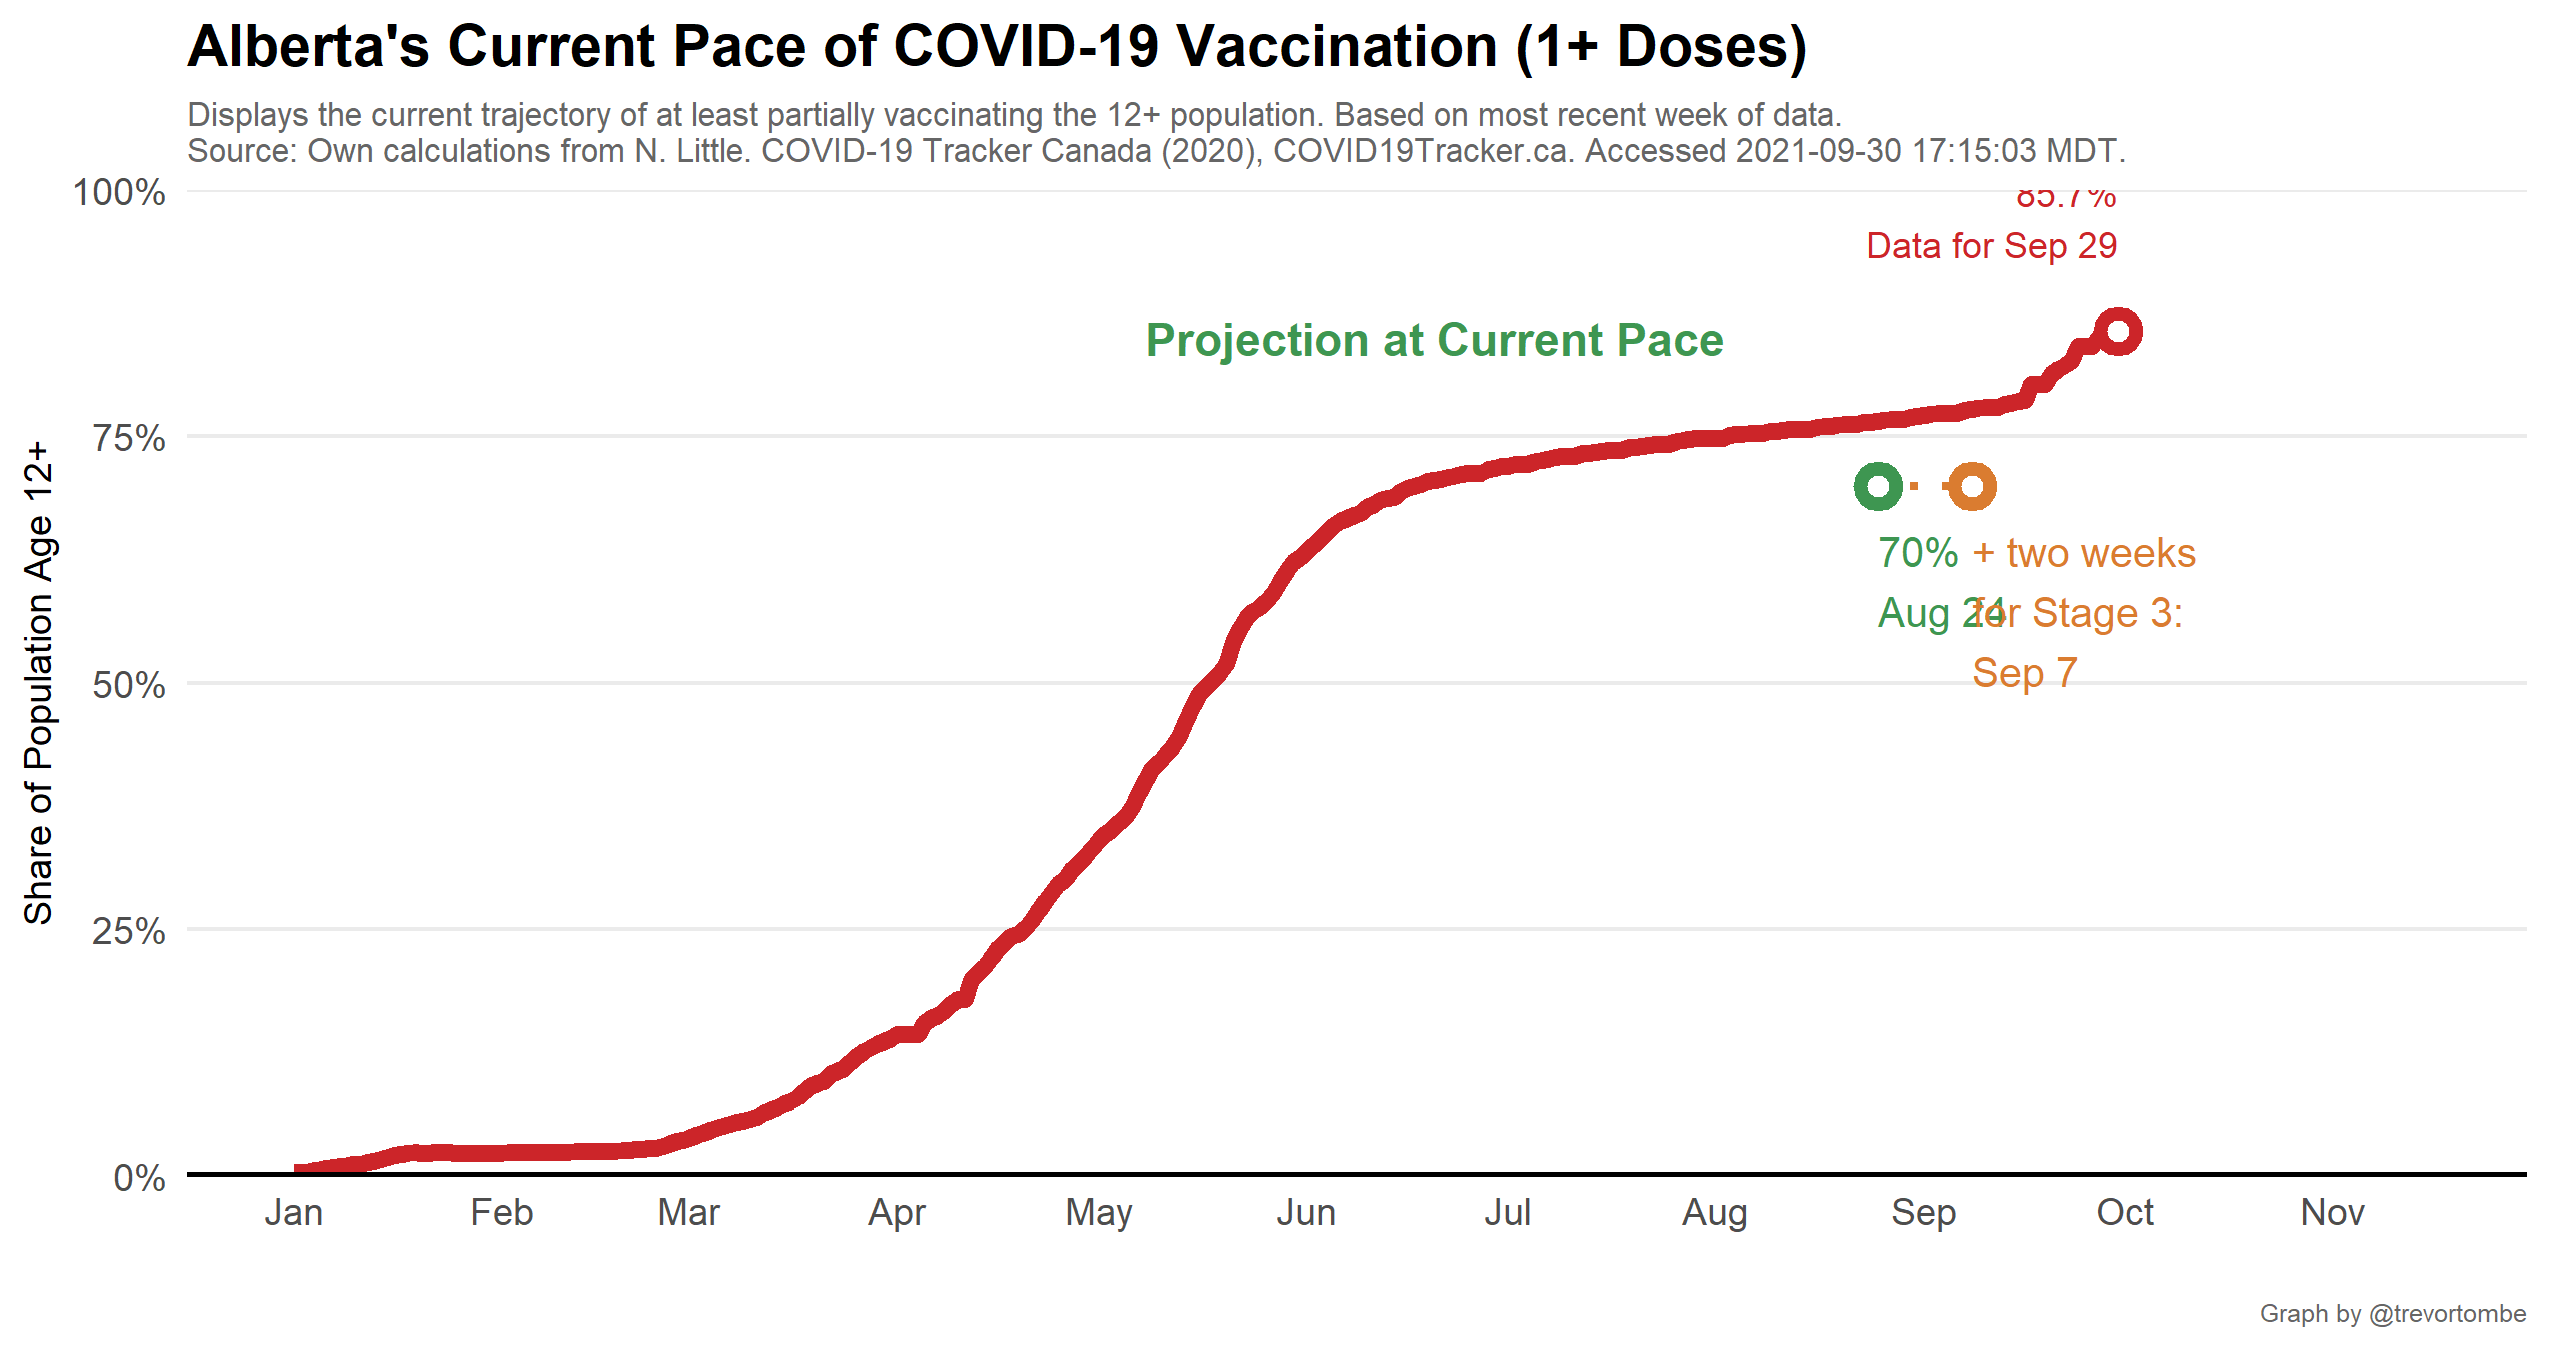 Alberta's Current Pace of COVID-19 Vaccination (1+ Doses)
Displays the current trajectory of at least partially vaccinating the 12+ population. Based on most recent week of data.
Source: Own calculations from N. Little. COVID-19 Tracker Canada (2020), COVID19Tracker.ca. Accessed 2021-09-30 17:15:03 MDT.
100%
85.7%
Data for Sep 29
Projection at Current Pace
75%
70%
Aug 24
+ two weeks
for Stage 3:
Sep 7
50%
25%
0%
Share of Population Age 12+
Jan
Feb
Mar
Apr
May
Jun
Jul
Aug
Sep
Oct
Nov
Graph by @trevortombe